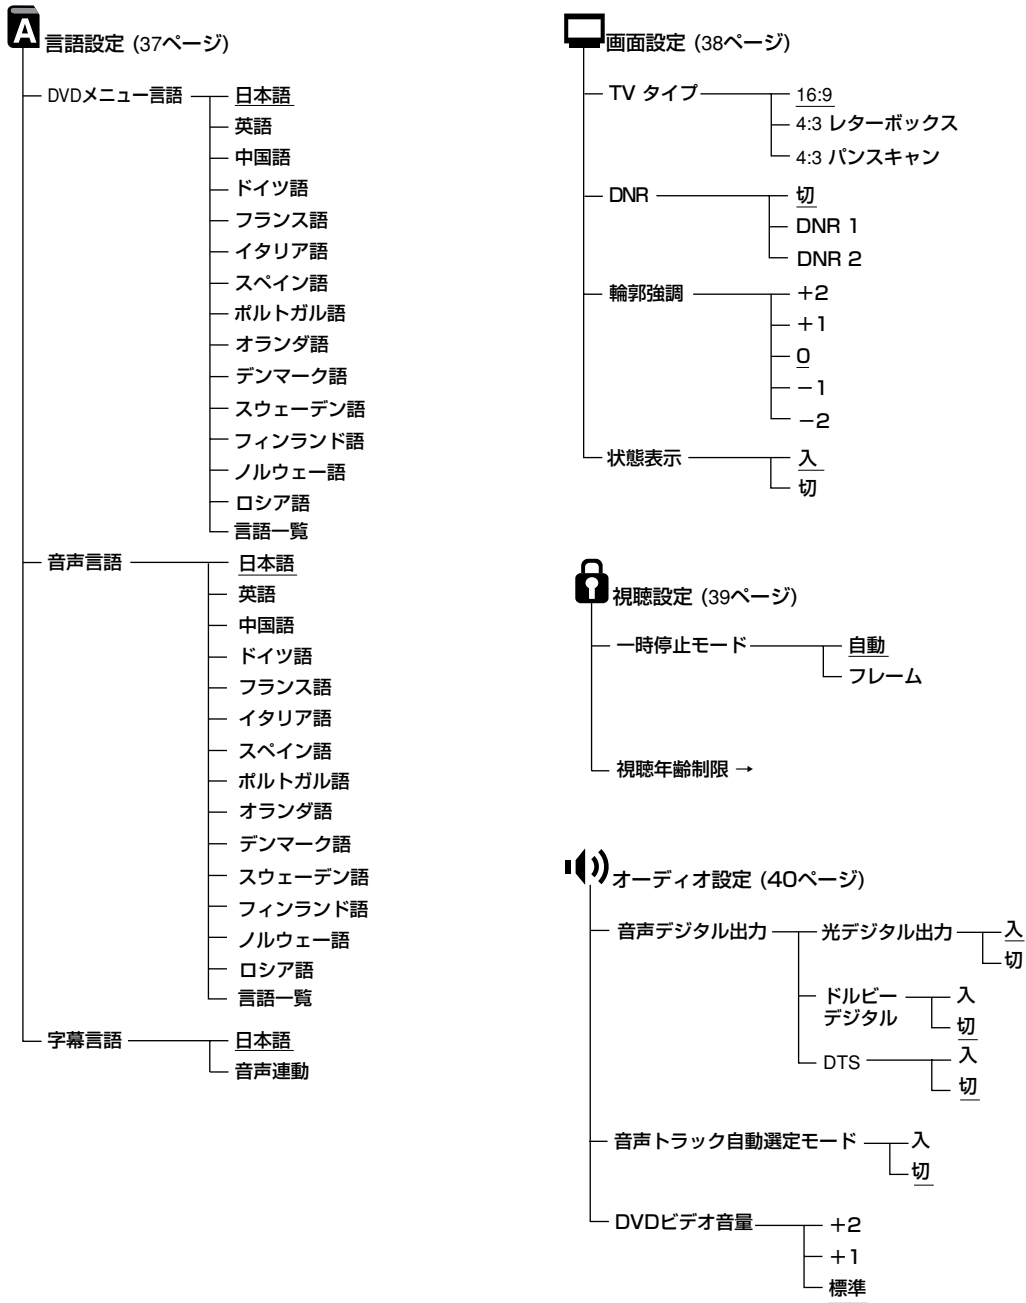 A
言語設定 (37ページ)
DVDメニュー言語
日本語
英語
中国語
ドイツ語
フランス語
イタリア語
スペイン語
ポルトガル語
オランダ語
デンマーク語
スウェーデン語
フィンランド語
ノルウェー語
ロシア語
言語一覧
音声言語
日本語
英語
中国語
ドイツ語
フランス語
イタリア語
スペイン語
ポルトガル語
オランダ語
デンマーク語
スウェーデン語
フィンランド語
ノルウェー語
ロシア語
言語一覧
字幕言語
日本語
音声連動
画面設定 (38ページ)
TV タイプ
16:9
4:3 レターボックス
4:3 パンスキャン
DNR
切
DNR 1
DNR 2
輪郭強調
+2
+1
0
−1
−2
状態表示
入
切
視聴設定 (39ページ)
一時停止モード
自動
フレーム
視聴年齢制限 →
オーディオ設定 (40ページ)
音声デジタル出力
光デジタル出力
入
切
ドルビー
デジタル
入
切
DTS
入
切
音声トラック自動選定モード
入
切
DVDビデオ音量
+2
+1
標準